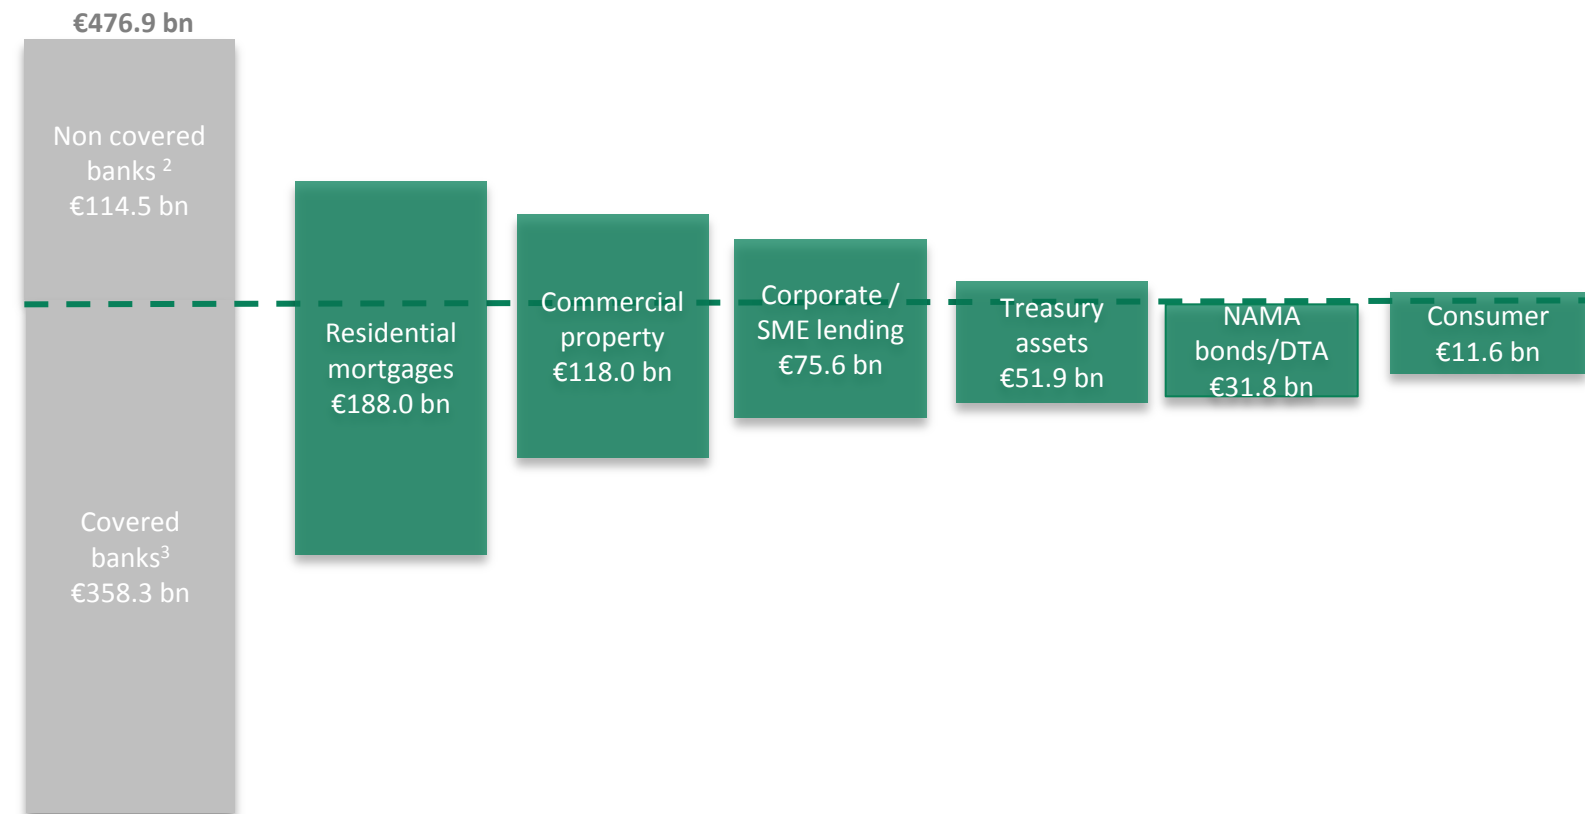 €476.9 bn
Non covered
banks ²
€114.5 bn
Covered
banks³
€358.3 bn
Residential
mortgages
€188.0 bn
Commercial
property
€118.0 bn
Corporate /
SME lending
€75.6 bn
Treasury
assets
€51.9 bn
NAMA
bonds/DTA
€31.8 bn
Consumer
€11.6 bn